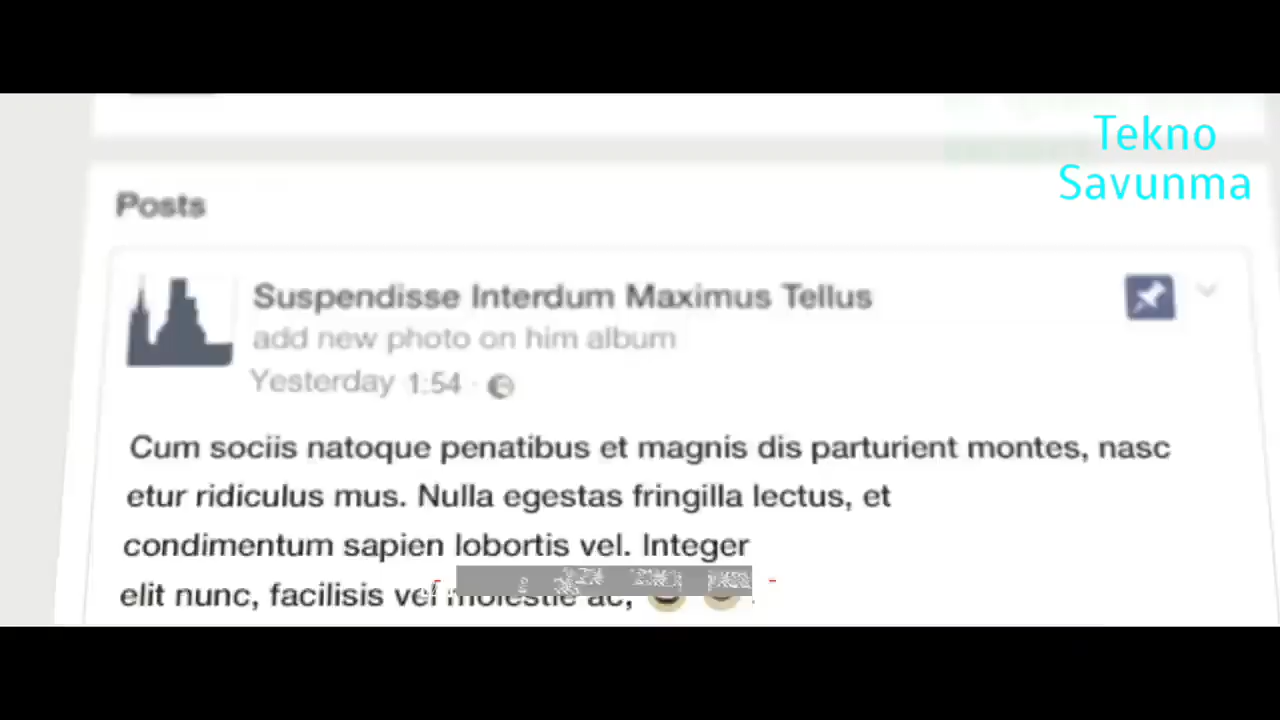 Tekno
Savunma
Posts
Suspendisse Interdum Maximus Tellus
add new photo on him album
Yesterday 1:54
Cum sociis natoque penatibus et magnis dis parturient montes, nasc
etur ridiculus mus. Nulla egestas fringilla lectus, et
condimentum sapien lobortis vel. Integer
elit nunc, facilisis vel molestie ac,